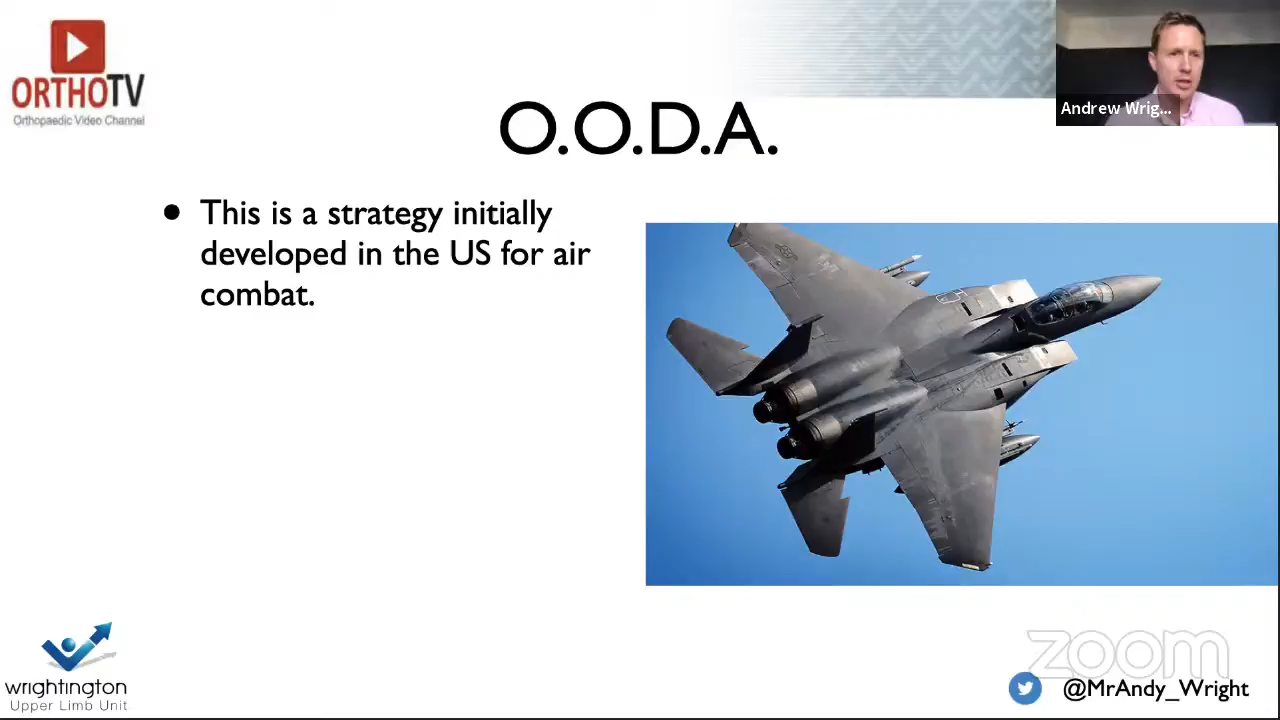 ORTHOTV
Orthopaedic Video Channel
Andrew Wrig...
O.O.D.A.
• This is a strategy initially
developed in the US for air
combat.
wrightington
Upper Limb Unit
zoom
@MrAndy_Wright